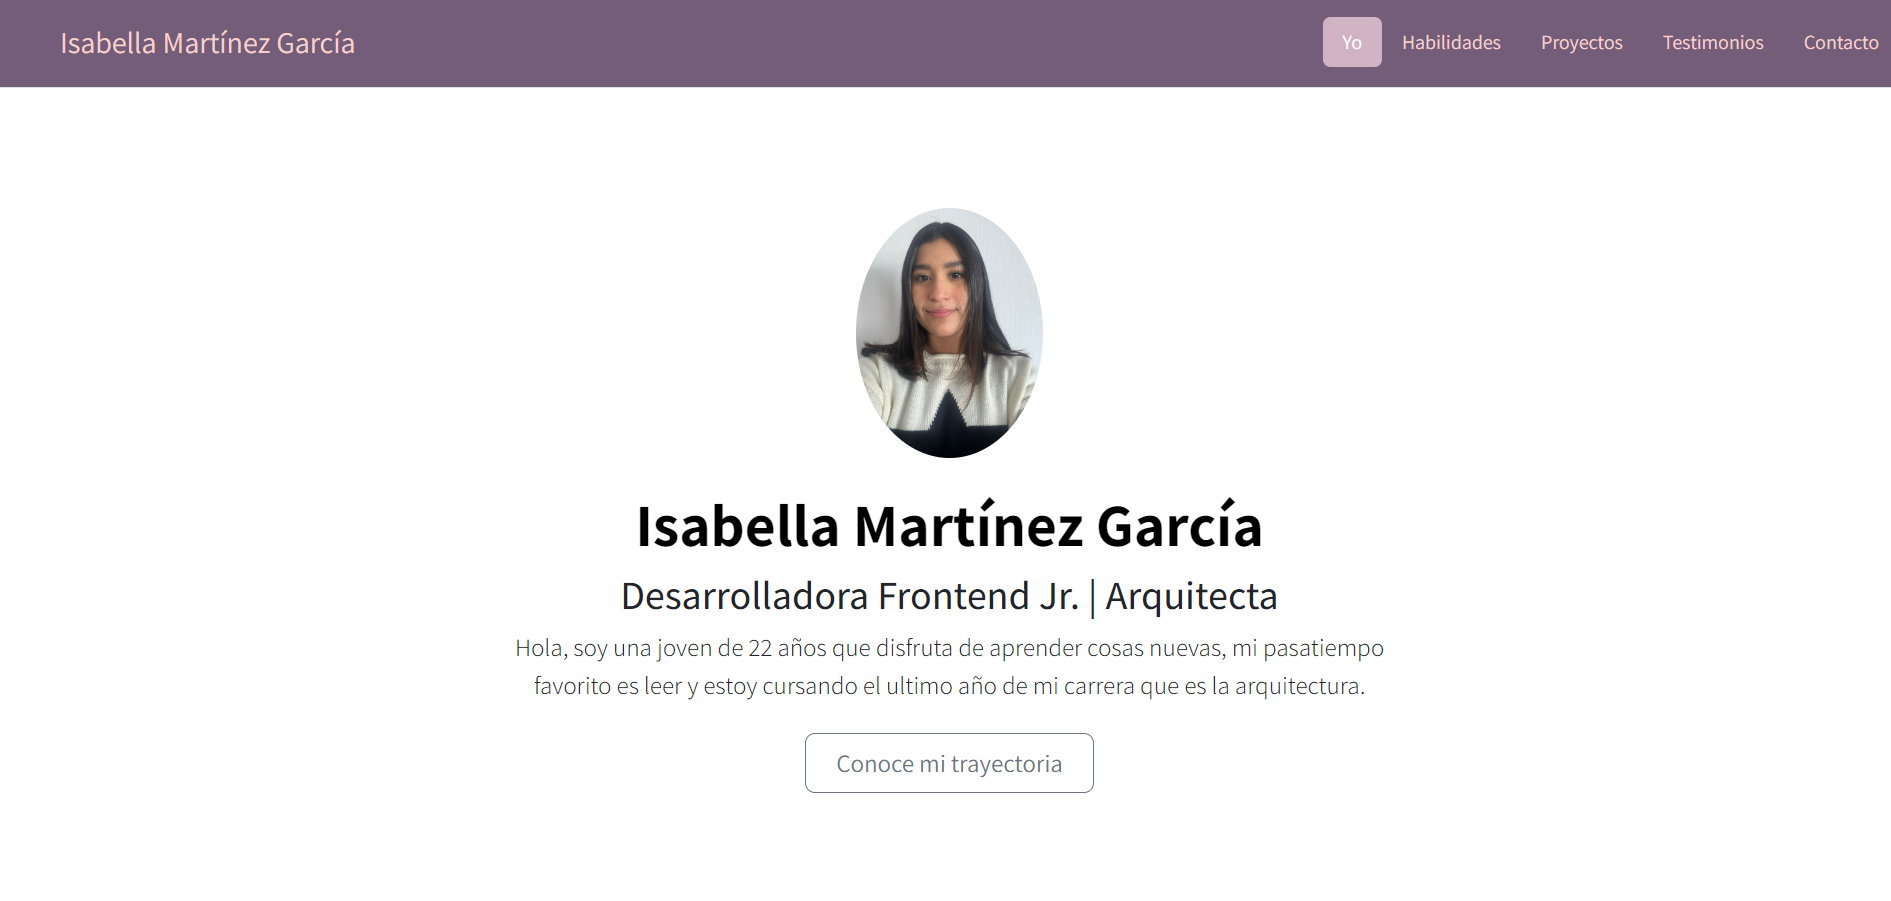 Isabella Martínez García
Yo
Habilidades
Proyectos
Testimonios
Contacto
Isabella Martínez García
Desarrolladora Frontend Jr. | Arquitecta
Hola, soy una joven de 22 años que disfruta de aprender cosas nuevas, mi pasatiempo
favorito es leer y estoy cursando el ultimo año de mi carrera que es la arquitectura.
Conoce mi trayectoria